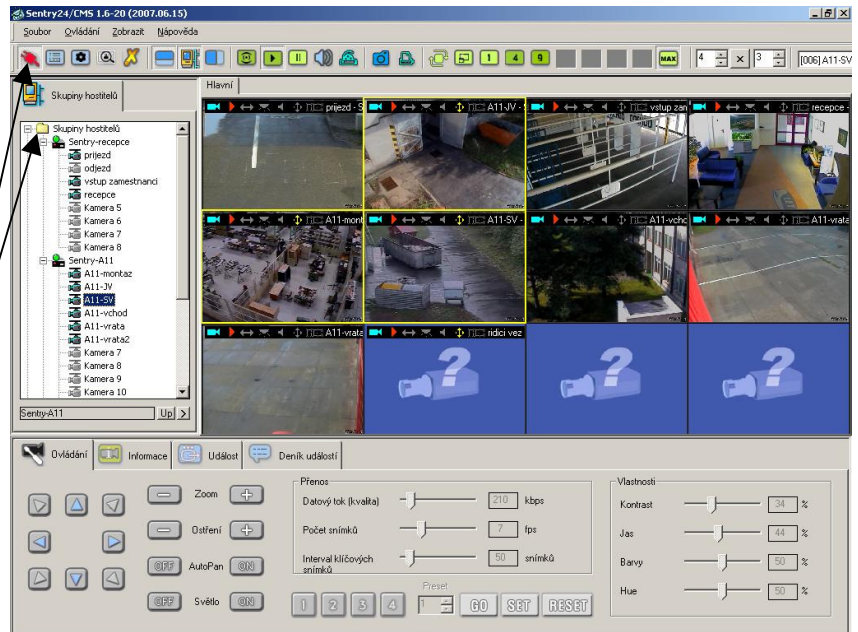 Sentry24/CMS 1.6-20 (2007.06.15)
Soubor Ovládání Zobrazit Nápověda
1 4 9 MAX 4 x 3 [006] A11-SV
Skupiny hostitelů
Hlavní
Skupiny hostitelů
Sentry-recepce
prijezd
odjezd
vstup zamestnanci
recepce
Kamera 5
Kamera 6
Kamera 7
Kamera 8
Sentry-A11
A11-montaz
A11-JV
A11-SV
A11-vchod
A11-vrata
A11-vrata2
Kamera 7
Kamera 8
Kamera 9
Kamera 10
Sentry-A11 Up >
prijezd - S A11-JV - vstup zan recepce -
A11-mont A11-SV - A11-vcho A11-vrata
A11-vrata ridici vez
? ? ?
Ovládání Informace Událost Deník událostí
Zoom
Ostření
OFF AutoPan ON
OFF Světlo ON
Přenos
Datový tok (kvalita) 210 kbps
Počet snímků 7 fps
Interval klíčových snímků 50 snímků
Preset
1 2 3 4 1 GO SET RESET
Vlastnosti
Kontrast 34 %
Jas 44 %
Barvy 50 %
Hue 50 %